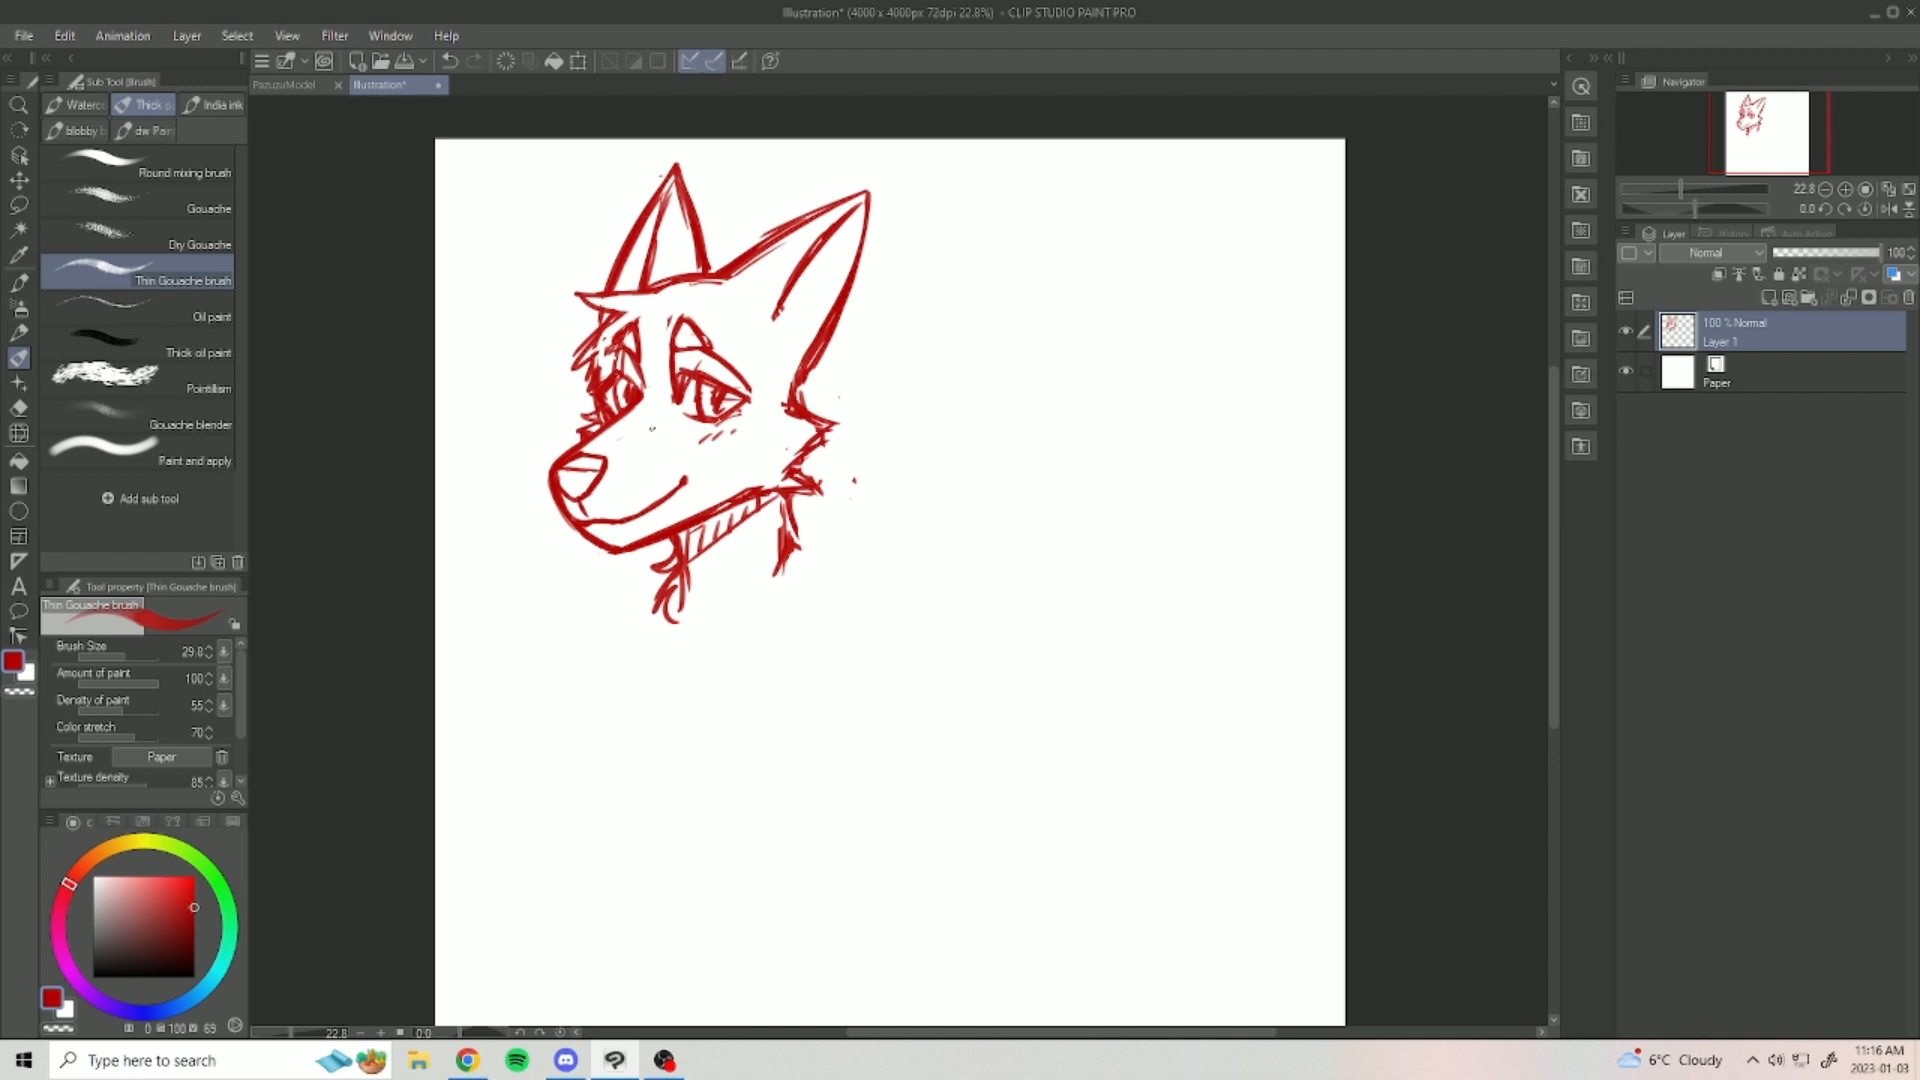 Illustration* (4000 x 4000px 72dpi 22.8%) - CLIP STUDIO PAINT PRO
File Edit Animation Layer Select View Filter Window Help
Sub Tool [Brush]
PazuzuModel
Illustration*
Navigator
Thick
India ink
blobby
Round mixing brush
Gouache
Dry Gouache
Thin Gouache brush
Oil paint
Thick oil paint
Pointillism
Gouache blender
Paint and apply
Add sub tool
22.8
0.0
Layer History Auto Action
Normal 100
100 % Normal
Layer 1
Paper
Tool property [Thin Gouache brush]
Thin Gouache brush
Brush Size 29.8
Amount of paint 100
Density of paint 55
Color stretch 70
Texture Paper
Texture density 85
0 100 69
22.8 0.0
Type here to search
6°C Cloudy
11:16 AM
2023-01-03